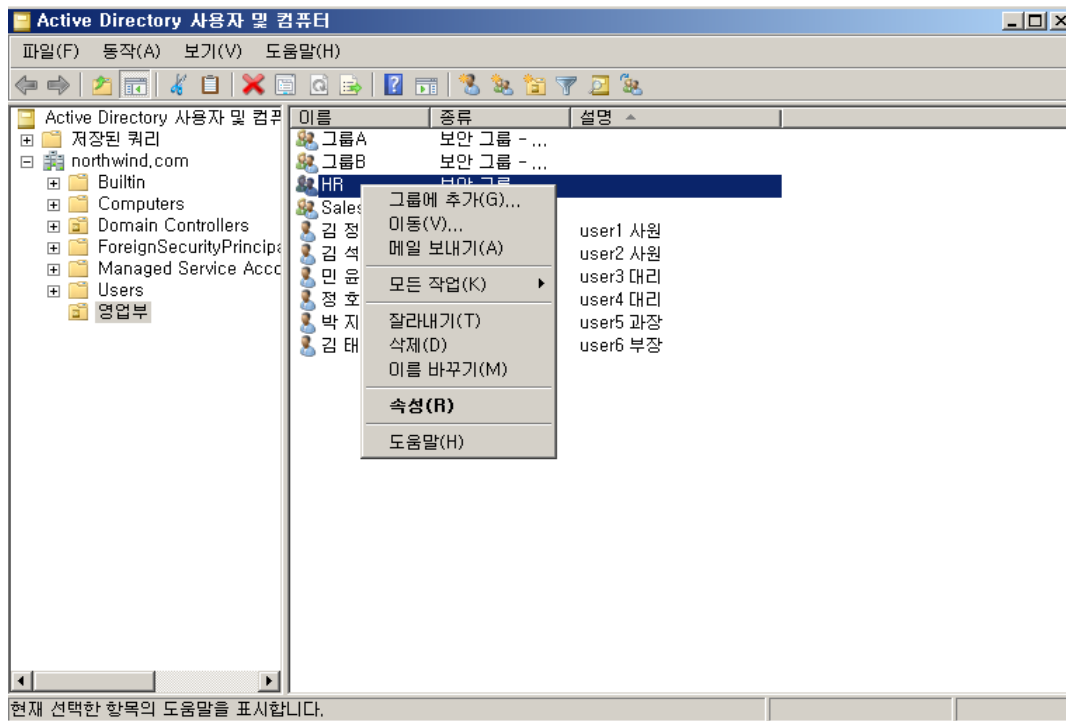 Active Directory 사용자 및 컴퓨터
파일(F) 동작(A) 보기(V) 도움말(H)
Active Directory 사용자 및 컴퓨
저장된 쿼리
northwind.com
Builtin
Computers
Domain Controllers
ForeignSecurityPrincipa
Managed Service Acco
Users
영업부
이름 종류 설명
그룹A 보안 그룹 - ...
그룹B 보안 그룹 - ...
HR 보안 그룹
Sales
김 정 user1 사원
김 석 user2 사원
민 윤 user3 대리
정 호 user4 대리
박 지 user5 과장
김 태 user6 부장
그룹에 추가(G)...
이동(V)...
메일 보내기(A)
모든 작업(K)
잘라내기(T)
삭제(D)
이름 바꾸기(M)
속성(R)
도움말(H)
현재 선택한 항목의 도움말을 표시합니다.